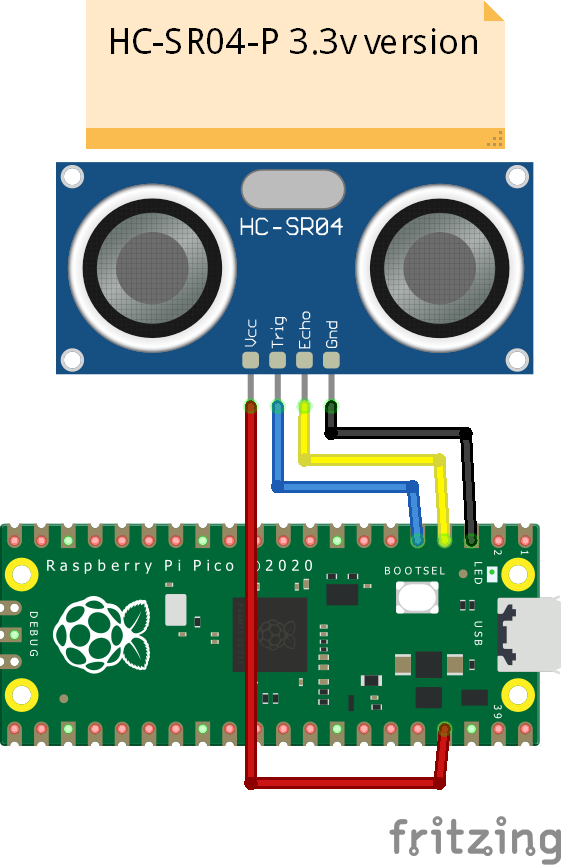 HC-SR04-P 3.3v version
HC-SR04
Vcc
Trig
Echo
Gnd
2
1
Raspberry Pi Pico ©2020
BOOTSEL
LED
DEBUG
USB
39
fritzing